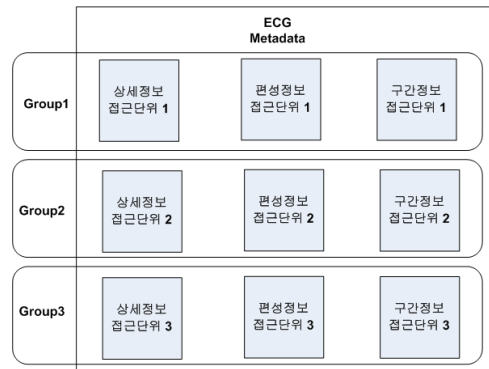 ECG
Metadata
Group1
상세정보
접근단위 1
편성정보
접근단위 1
구간정보
접근단위 1
Group2
상세정보
접근단위 2
편성정보
접근단위 2
구간정보
접근단위 2
Group3
상세정보
접근단위 3
편성정보
접근단위 3
구간정보
접근단위 3